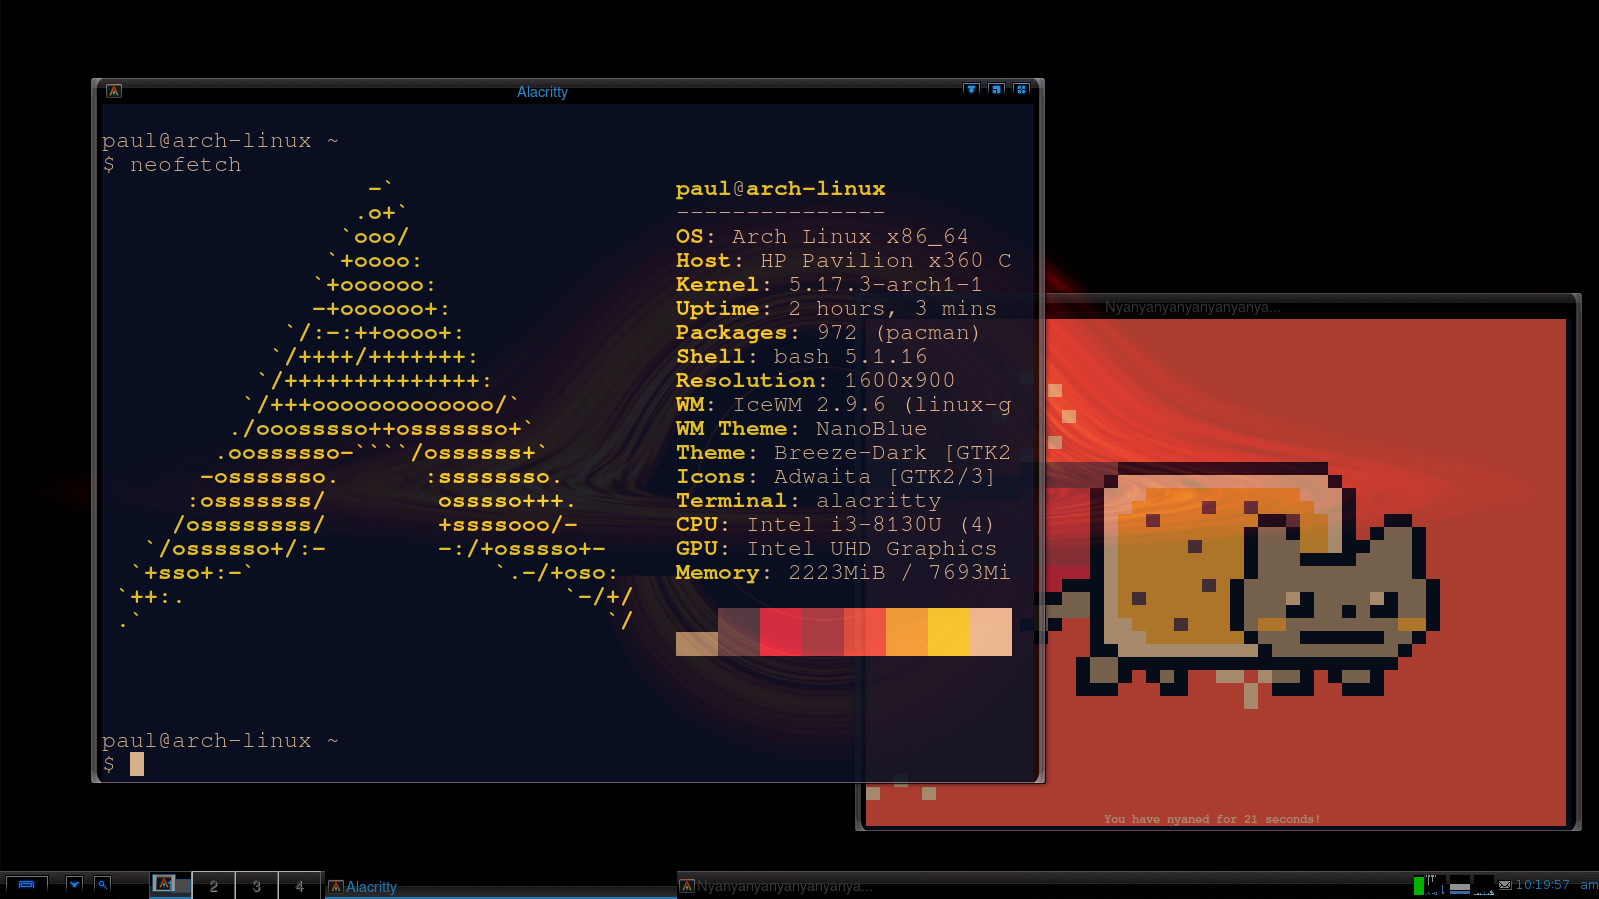 Alacritty
paul@arch-linux ~
$ neofetch
                   -`
                  .o+`
                 `ooo/
                `+oooo:
               `+oooooo:
               -+oooooo+:
             `/:-:++oooo+:
            `/++++/+++++++:
           `/++++++++++++++:
          `/+++ooooooooooooo/`
         ./ooosssso++osssssso+`
        .oossssso-````/ossssss+`
       -osssssso.      :ssssssso.
      :osssssss/        osssso+++.
     /ossssssss/        +ssssooo/-
   `/ossssso+/:-        -:/+osssso+-
  `+sso+:-`                 `.-/+oso:
 `++:.                           `-/+/
 .`                                 `/
paul@arch-linux
---------------
OS: Arch Linux x86_64
Host: HP Pavilion x360 C
Kernel: 5.17.3-arch1-1
Uptime: 2 hours, 3 mins
Packages: 972 (pacman)
Shell: bash 5.1.16
Resolution: 1600x900
WM: IceWM 2.9.6 (linux-g
WM Theme: NanoBlue
Theme: Breeze-Dark [GTK2
Icons: Adwaita [GTK2/3]
Terminal: alacritty
CPU: Intel i3-8130U (4)
GPU: Intel UHD Graphics
Memory: 2223MiB / 7693Mi
paul@arch-linux ~
$
Nyanyanyanyanyanyanya...
You have nyaned for 21 seconds!
2 3 4 Alacritty Nyanyanyanyanyanyanya... 10:19:57 am